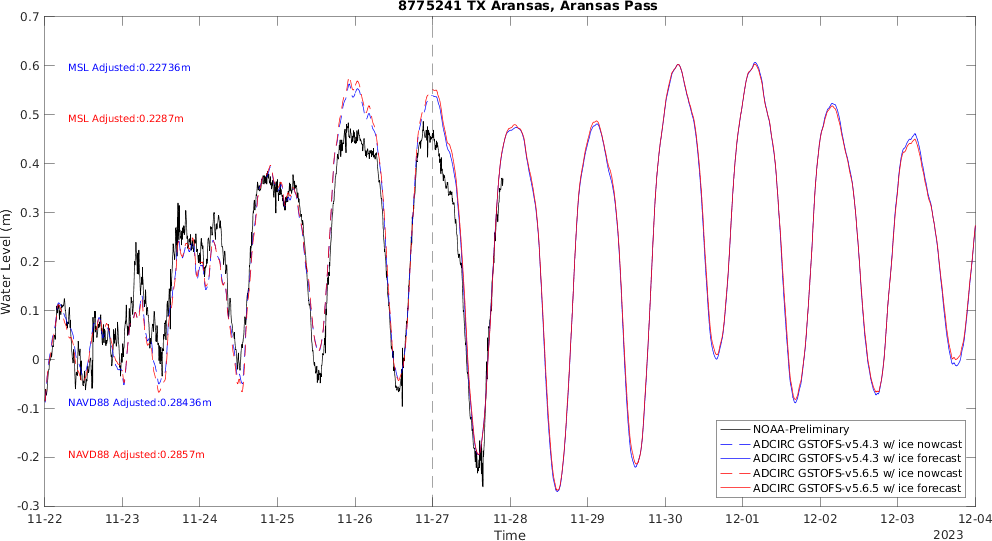 8775241 TX Aransas, Aransas Pass
0.7
0.6
0.5
0.4
0.3
0.2
0.1
0
-0.1
-0.2
-0.3
Water Level (m)
MSL Adjusted:0.22736m
MSL Adjusted:0.2287m
NAVD88 Adjusted:0.28436m
NAVD88 Adjusted:0.2857m
NOAA-Preliminary
ADCIRC GSTOFS-v5.4.3 w/ ice nowcast
ADCIRC GSTOFS-v5.4.3 w/ ice forecast
ADCIRC GSTOFS-v5.6.5 w/ ice nowcast
ADCIRC GSTOFS-v5.6.5 w/ ice forecast
11-22 11-23 11-24 11-25 11-26 11-27 11-28 11-29 11-30 12-01 12-02 12-03 12-04
Time
2023